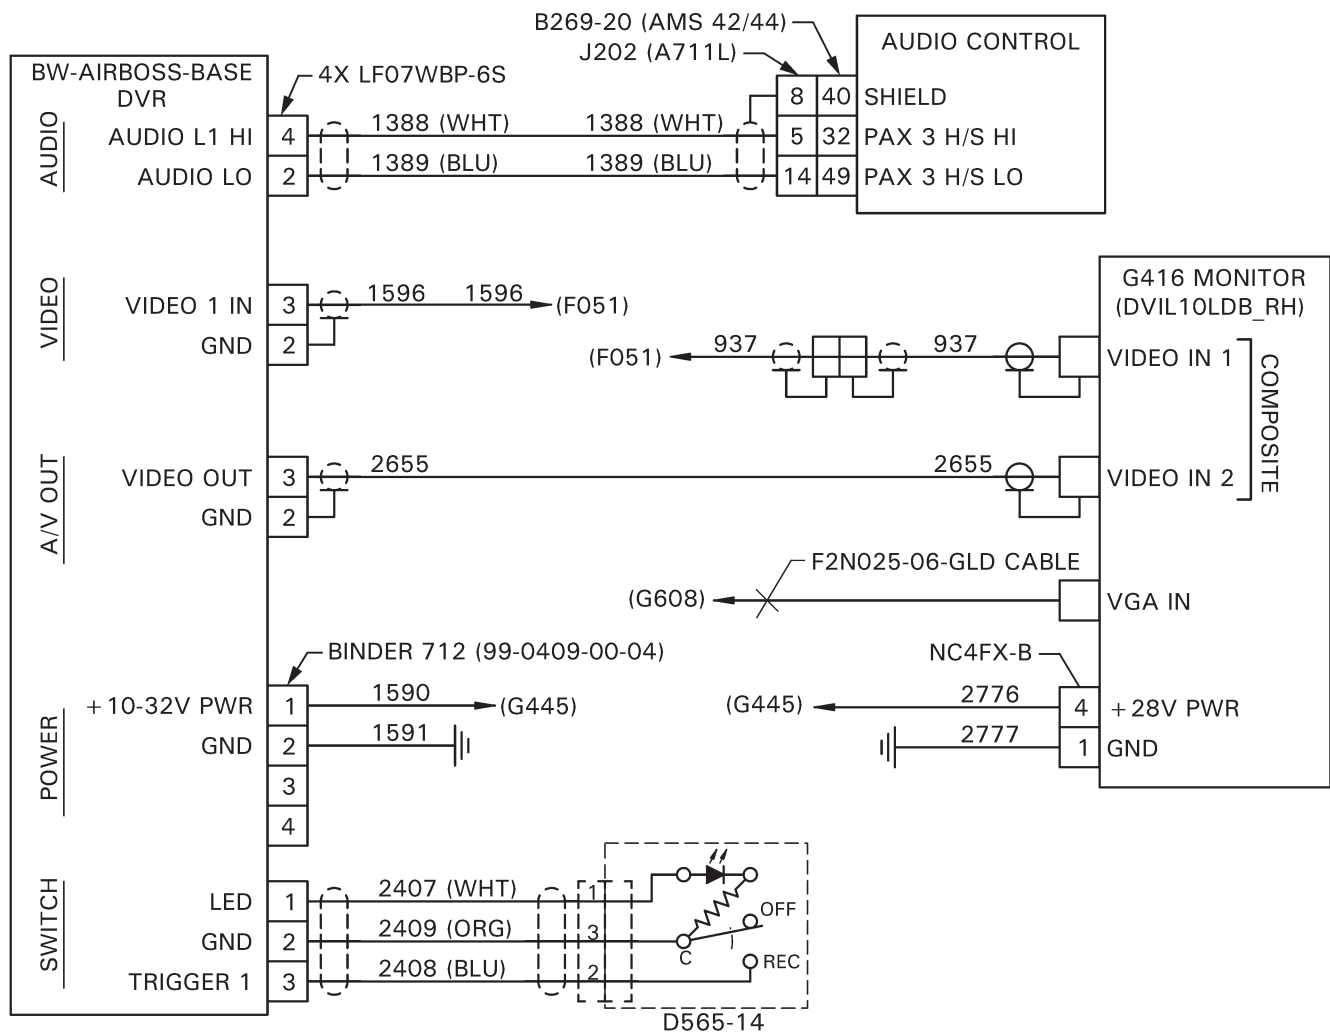 B269-20 (AMS 42/44)
J202 (A711L)
AUDIO CONTROL
BW-AIRBOSS-BASE
DVR
4X LF07WBP-6S
8 40 SHIELD
AUDIO
AUDIO L1 HI 4 1388 (WHT) 1388 (WHT) 5 32 PAX 3 H/S HI
AUDIO LO 2 1389 (BLU) 1389 (BLU) 14 49 PAX 3 H/S LO
VIDEO
VIDEO 1 IN 3 1596 1596 (F051)
GND 2
G416 MONITOR
(DVIL10LDB_RH)
(F051) 937 937 VIDEO IN 1
COMPOSITE
A/V OUT
VIDEO OUT 3 2655 2655 VIDEO IN 2
GND 2
F2N025-06-GLD CABLE
(G608) VGA IN
BINDER 712 (99-0409-00-04)
NC4FX-B
POWER
+10-32V PWR 1 1590 (G445)
(G445) 2776 4 +28V PWR
GND 2 1591
2777 1 GND
3
4
SWITCH
LED 1 2407 (WHT) 1
OFF
GND 2 2409 (ORG) 3 C
TRIGGER 1 3 2408 (BLU) 2 REC
D565-14